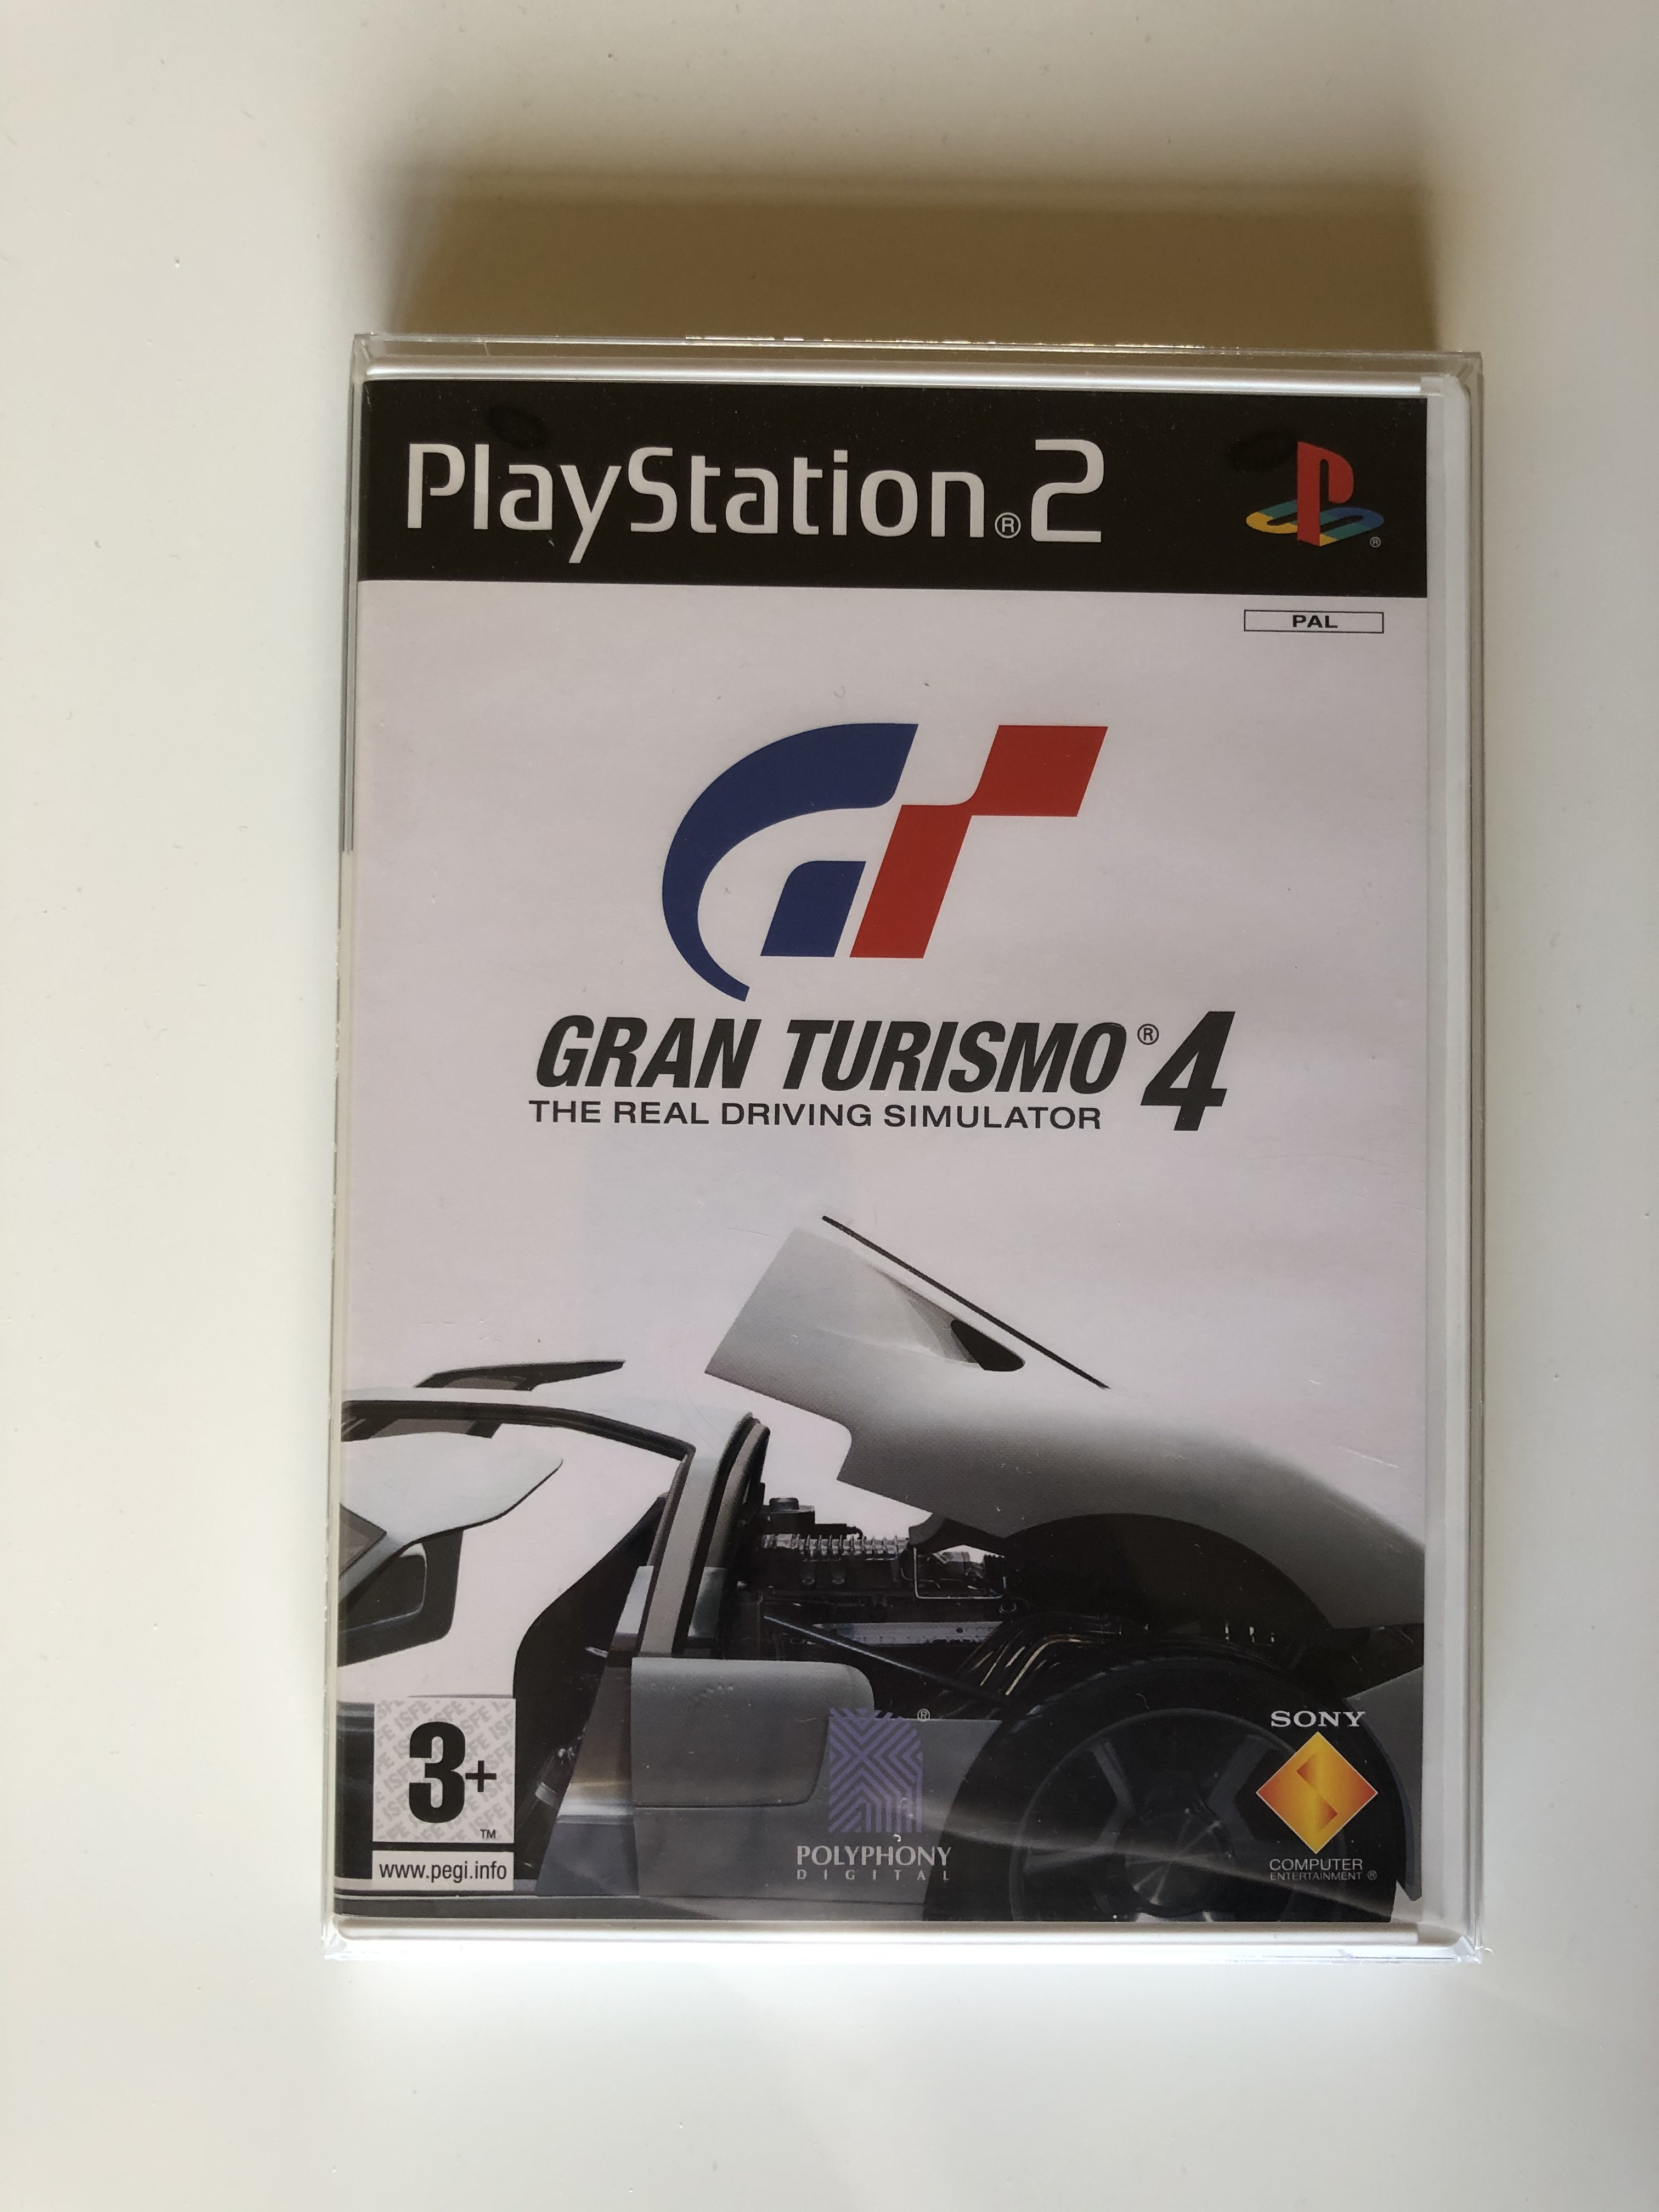 PlayStation®2
®
PAL
GRAN TURISMO® 4
THE REAL DRIVING SIMULATOR
3+
™
www.pegi.info
®
POLYPHONY
DIGITAL
SONY
COMPUTER
ENTERTAINMENT ®